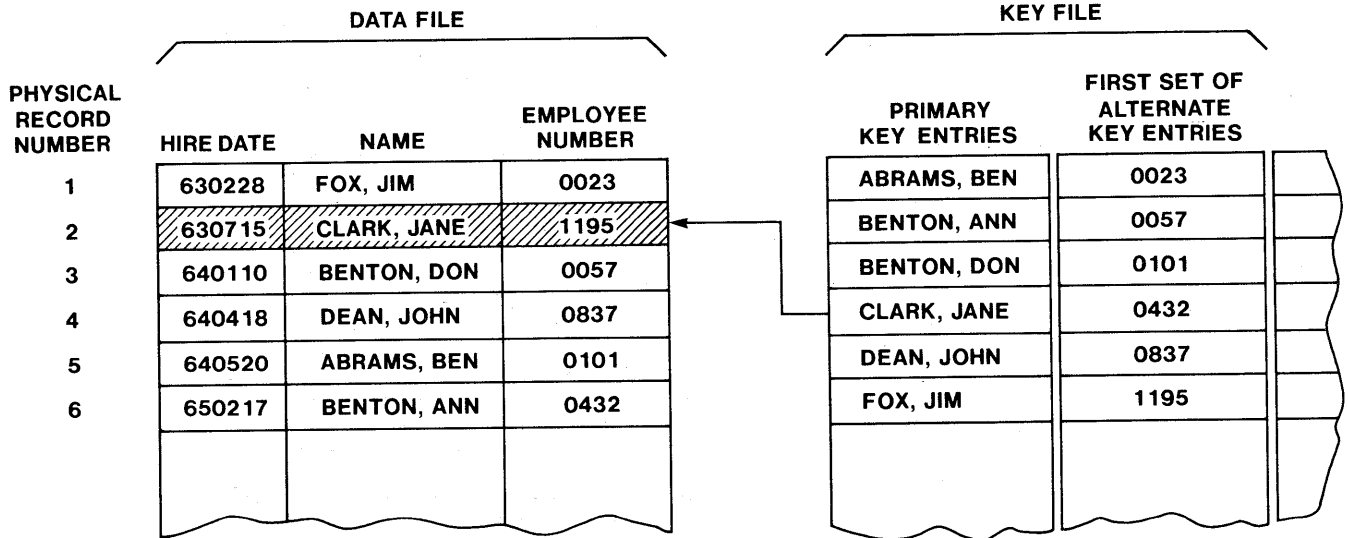 DATA FILE
KEY FILE
PHYSICAL RECORD NUMBER
HIRE DATE
NAME
EMPLOYEE NUMBER
PRIMARY KEY ENTRIES
FIRST SET OF ALTERNATE KEY ENTRIES
1 630228 FOX, JIM 0023
2 630715 CLARK, JANE 1195
3 640110 BENTON, DON 0057
4 640418 DEAN, JOHN 0837
5 640520 ABRAMS, BEN 0101
6 650217 BENTON, ANN 0432
ABRAMS, BEN 0023
BENTON, ANN 0057
BENTON, DON 0101
CLARK, JANE 0432
DEAN, JOHN 0837
FOX, JIM 1195